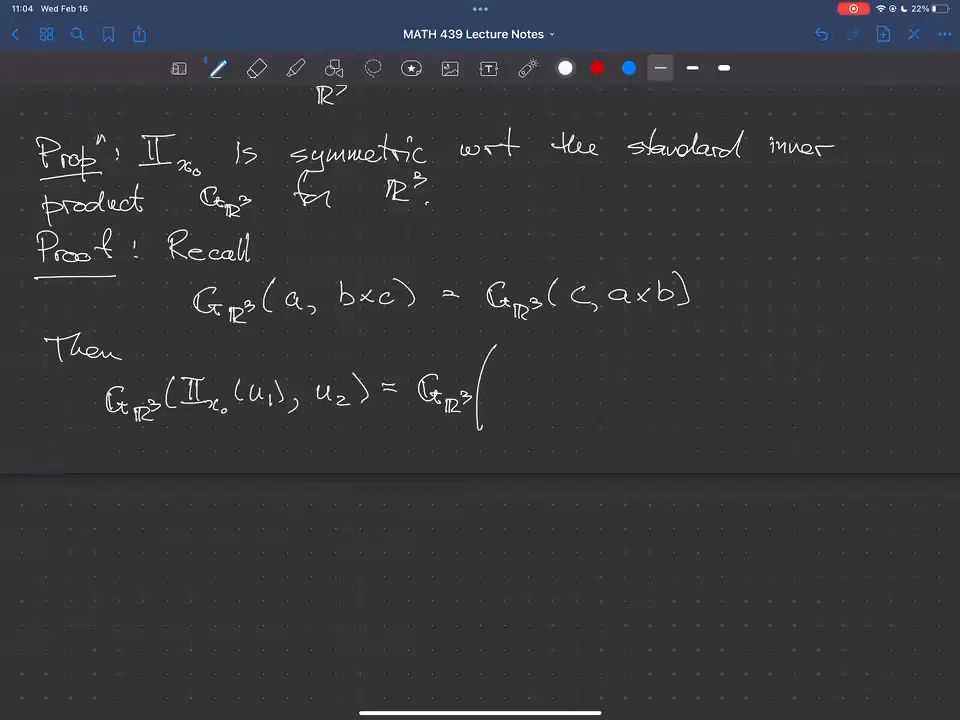 11:04 Wed Feb 16
22%
MATH 439 Lecture Notes
ℝ³
Propⁿ: 𝕀_{x₀} is symmetric wrt the standard inner
product 𝔾_{ℝ³} for ℝ³.
Proof: Recall
𝔾_{ℝ³}(a, b×c) = 𝔾_{ℝ³}(c, a×b)
Then
𝔾_{ℝ³}(𝕀_{x₀}(u₁), u₂) = 𝔾_{ℝ³}(